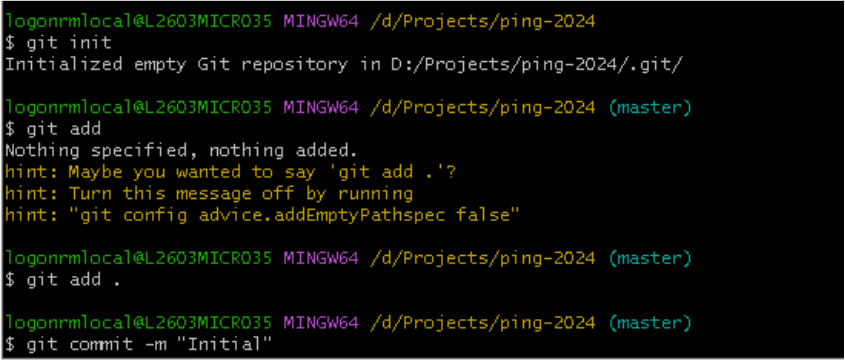 logonrmlocal@L2603MICRO35 MINGW64 /d/Projects/ping-2024
$ git init
Initialized empty Git repository in D:/Projects/ping-2024/.git/
logonrmlocal@L2603MICRO35 MINGW64 /d/Projects/ping-2024 (master)
$ git add
Nothing specified, nothing added.
hint: Maybe you wanted to say 'git add .'?
hint: Turn this message off by running
hint: "git config advice.addEmptyPathspec false"
logonrmlocal@L2603MICRO35 MINGW64 /d/Projects/ping-2024 (master)
$ git add .
logonrmlocal@L2603MICRO35 MINGW64 /d/Projects/ping-2024 (master)
$ git commit -m "Initial"